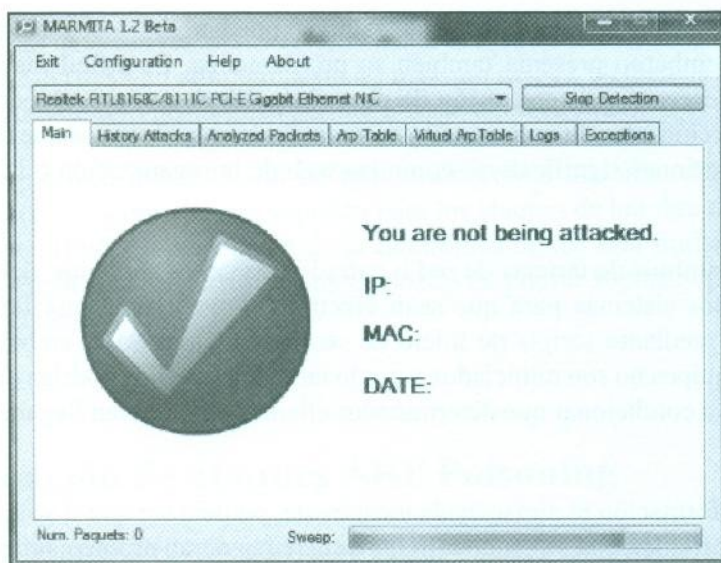 MARMITA 1.2 Beta
Exit Configuration Help About
Realtek RTL8168C/8111C PCI-E Gigabit Ethernet NIC Stop Detection
Main History Attacks Analyzed Packets Arp Table Virtual Arp Table Logs Exceptions
You are not being attacked.
IP:
MAC:
DATE:
Num. Paquets: 0 Sweep: